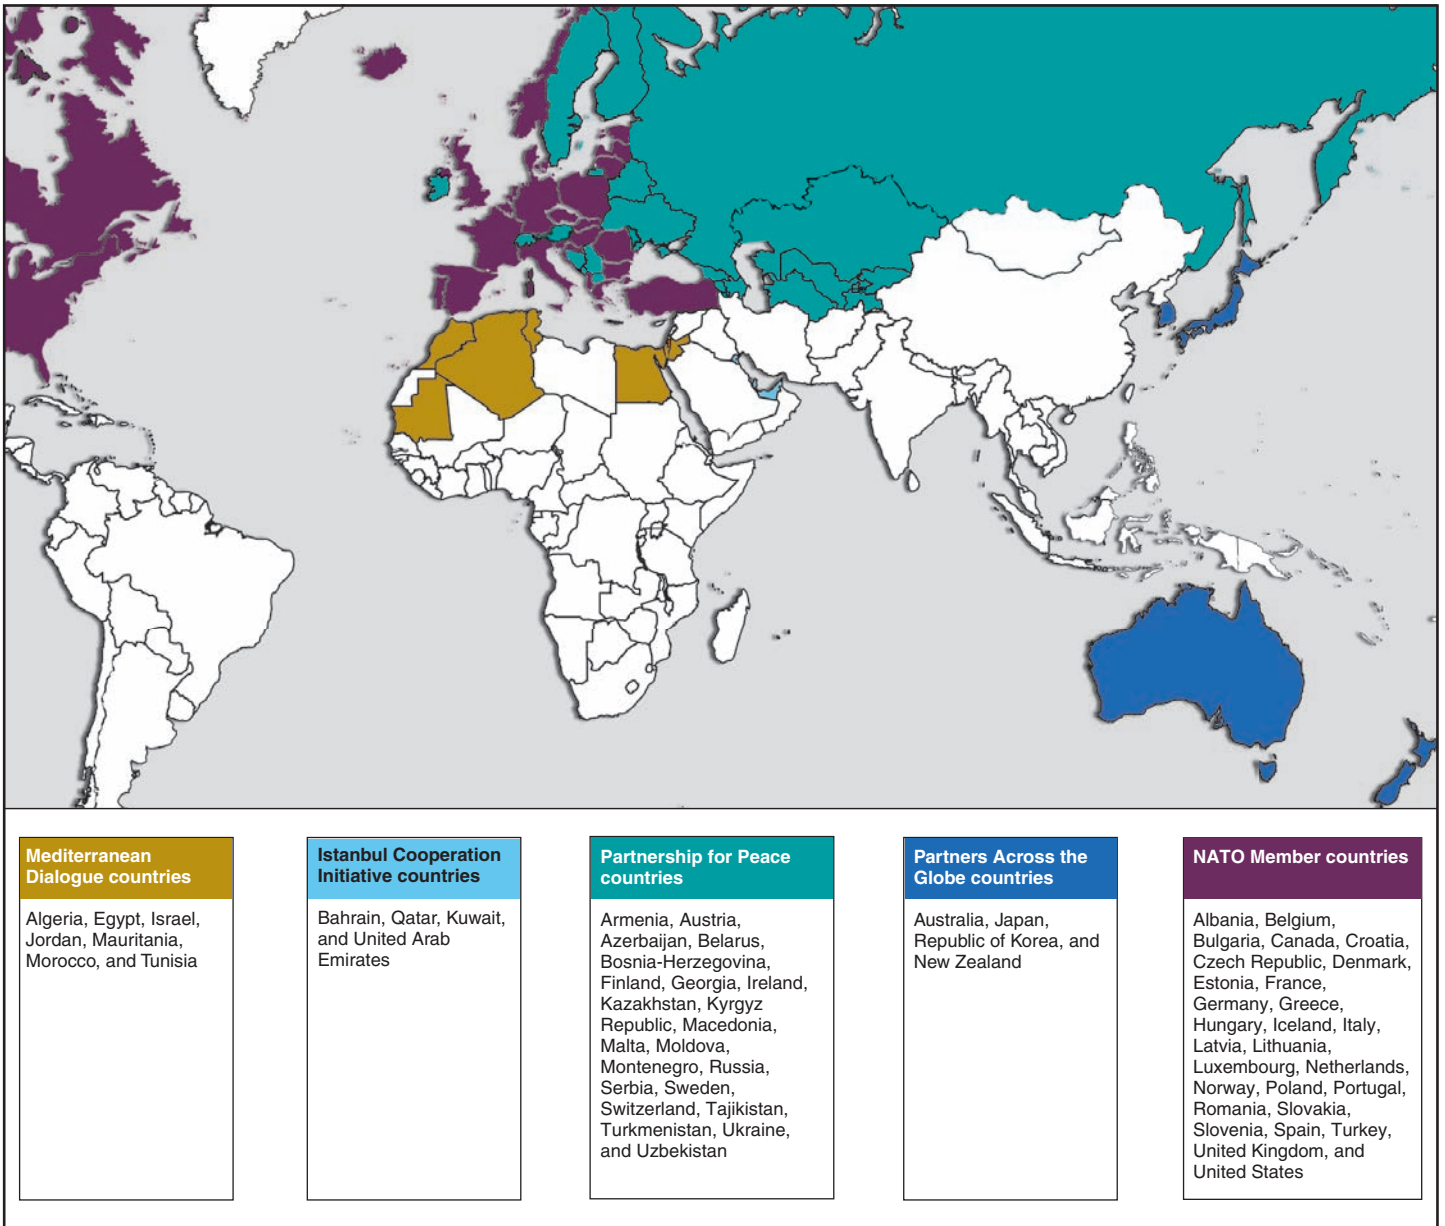 Mediterranean
Dialogue countries
Algeria, Egypt, Israel,
Jordan, Mauritania,
Morocco, and Tunisia
Istanbul Cooperation
Initiative countries
Bahrain, Qatar, Kuwait,
and United Arab
Emirates
Partnership for Peace
countries
Armenia, Austria,
Azerbaijan, Belarus,
Bosnia-Herzegovina,
Finland, Georgia, Ireland,
Kazakhstan, Kyrgyz
Republic, Macedonia,
Malta, Moldova,
Montenegro, Russia,
Serbia, Sweden,
Switzerland, Tajikistan,
Turkmenistan, Ukraine,
and Uzbekistan
Partners Across the
Globe countries
Australia, Japan,
Republic of Korea, and
New Zealand
NATO Member countries
Albania, Belgium,
Bulgaria, Canada, Croatia,
Czech Republic, Denmark,
Estonia, France,
Germany, Greece,
Hungary, Iceland, Italy,
Latvia, Lithuania,
Luxembourg, Netherlands,
Norway, Poland, Portugal,
Romania, Slovakia,
Slovenia, Spain, Turkey,
United Kingdom, and
United States